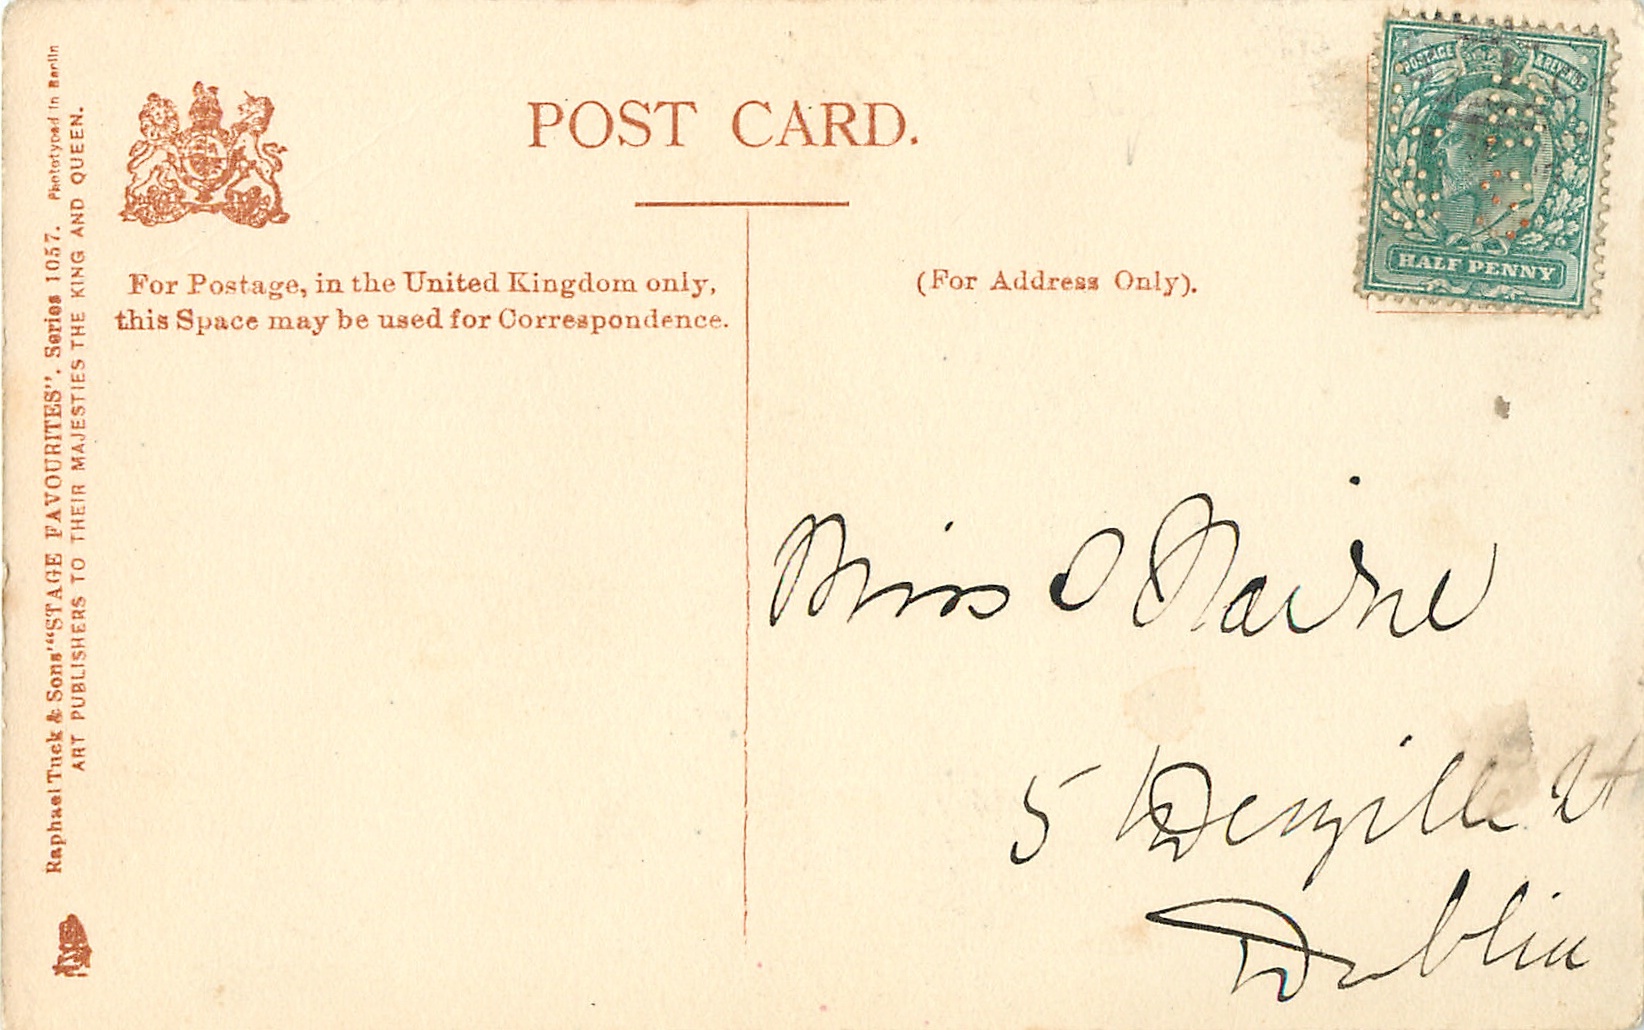 POST CARD.
For Postage, in the United Kingdom only,
this Space may be used for Correspondence.
(For Address Only).
POSTAGE & REVENUE
HALF PENNY
Raphael Tuck & Sons' "STAGE FAVOURITES". Series 1057. Phototyped in Berlin
ART PUBLISHERS TO THEIR MAJESTIES THE KING AND QUEEN.
Miss
5 Denzille St
Dublin